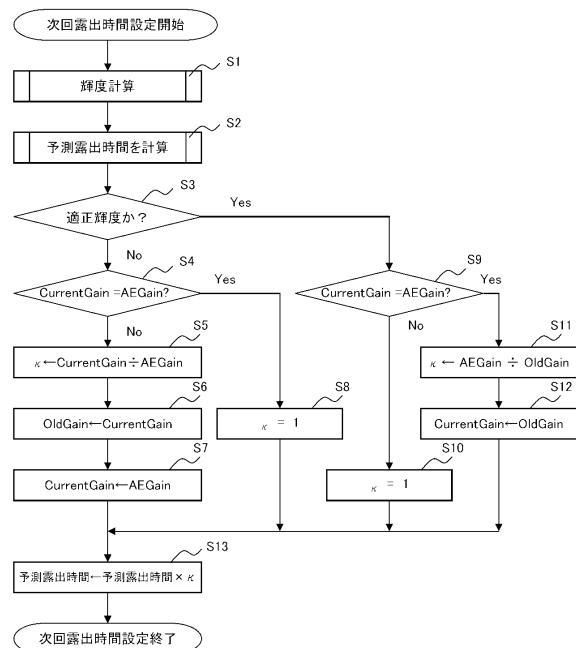 次回露出時間設定開始
S1
輝度計算
S2
予測露出時間を計算
S3
適正輝度か?
Yes
No
S4
CurrentGain =AEGain?
Yes
No
S9
CurrentGain =AEGain?
Yes
No
S5
κ←CurrentGain÷AEGain
S11
κ ← AEGain ÷ OldGain
S6
OldGain←CurrentGain
S8
κ = 1
S12
CurrentGain←OldGain
S7
CurrentGain←AEGain
S10
κ = 1
S13
予測露出時間←予測露出時間× κ
次回露出時間設定終了